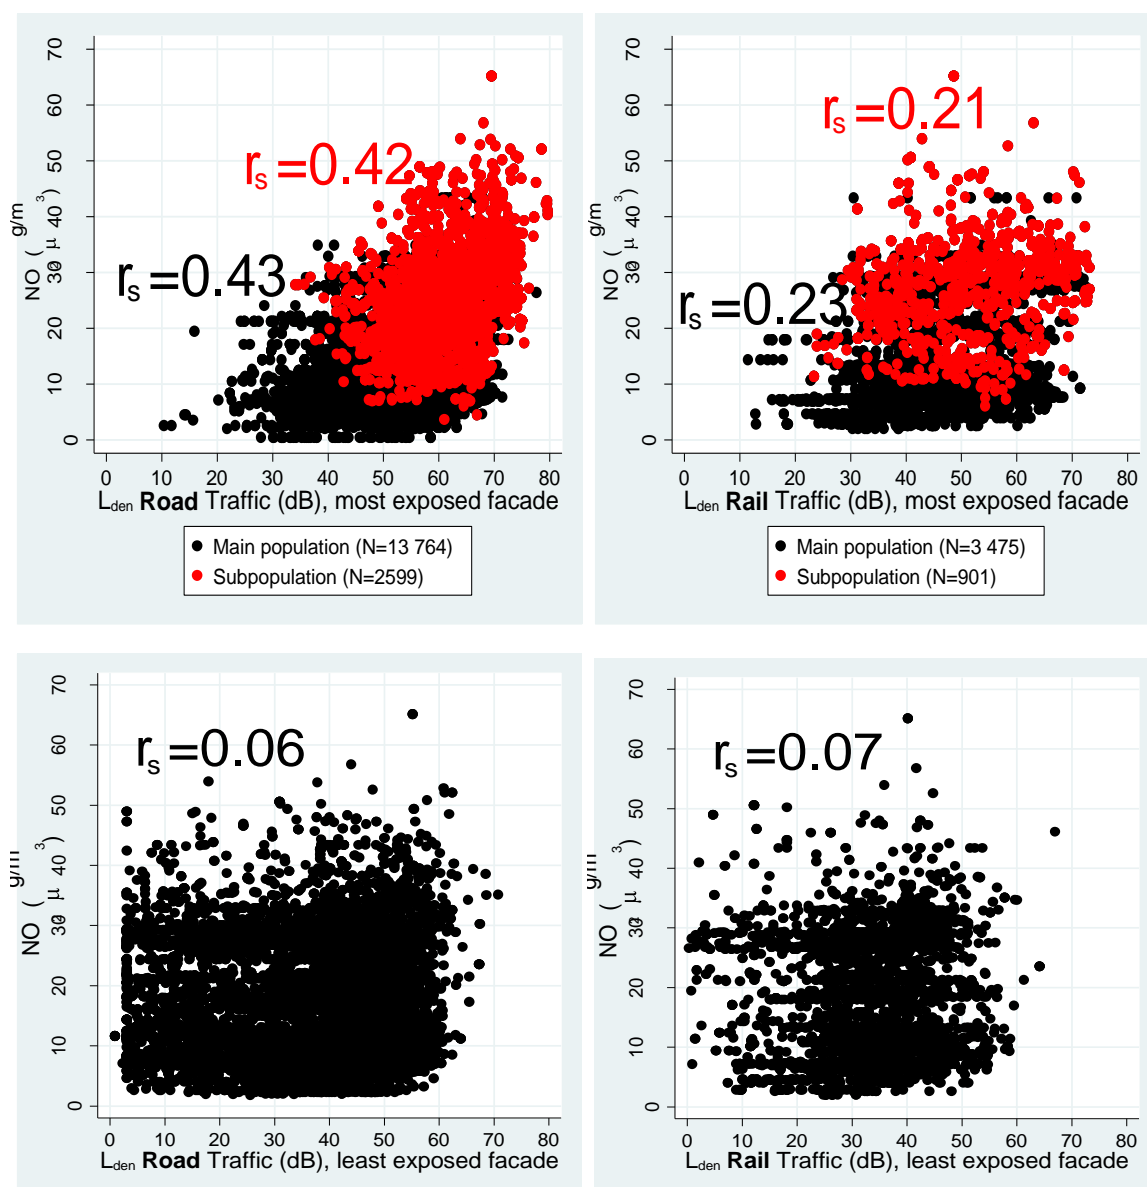 70
60
50
40
30
20
10
0
NO2 (μg/m3)
rs=0.42
rs=0.43
0 10 20 30 40 50 60 70 80
Lden Road Traffic (dB), most exposed facade
Main population (N=13 764)
Subpopulation (N=2599)
70
60
50
40
30
20
10
0
NO2 (μg/m3)
rs=0.21
rs=0.23
0 10 20 30 40 50 60 70 80
Lden Rail Traffic (dB), most exposed facade
Main population (N=3 475)
Subpopulation (N=901)
70
60
50
40
30
20
10
0
NO2 (μg/m3)
rs=0.06
0 10 20 30 40 50 60 70 80
Lden Road Traffic (dB), least exposed facade
70
60
50
40
30
20
10
0
NO2 (μg/m3)
rs=0.07
0 10 20 30 40 50 60 70 80
Lden Rail Traffic (dB), least exposed facade